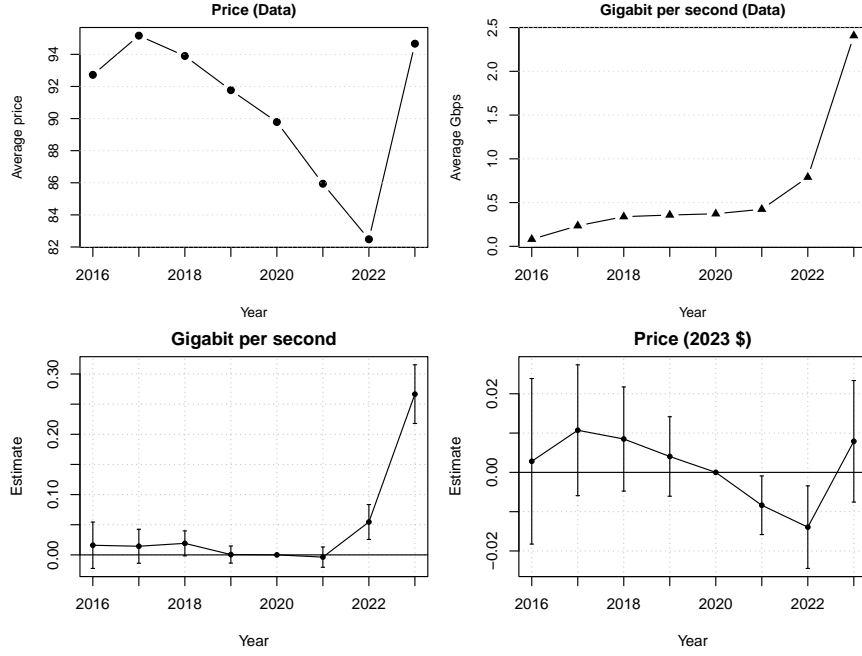 Price (Data)
Average price
82 84 86 88 90 92 94
2016 2018 2020 2022
Year
Gigabit per second (Data)
Average Gbps
0.0 0.5 1.0 1.5 2.0 2.5
2016 2018 2020 2022
Year
Gigabit per second
Estimate
0.00 0.10 0.20 0.30
2016 2018 2020 2022
Year
Price (2023 $)
Estimate
−0.02 0.00 0.02
2016 2018 2020 2022
Year